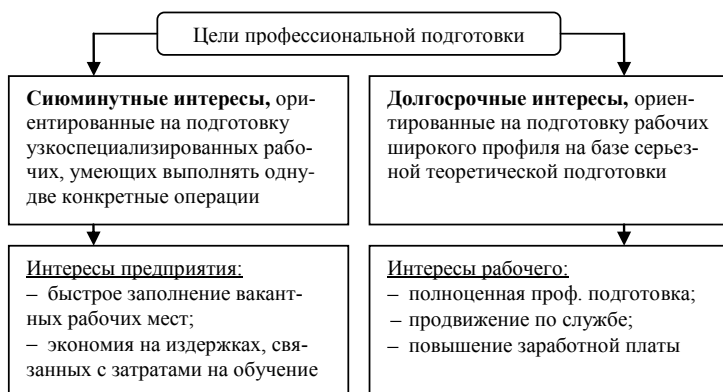 Цели профессиональной подготовки
Сиюминутные интересы, ори-
ентированные на подготовку
узкоспециализированных рабо-
чих, умеющих выполнять одну-
две конкретные операции
Долгосрочные интересы, ориен-
тированные на подготовку рабочих
широкого профиля на базе серьез-
ной теоретической подготовки
Интересы предприятия:
– быстрое заполнение вакант-
ных рабочих мест;
– экономия на издержках, свя-
занных с затратами на обучение
Интересы рабочего:
– полноценная проф. подготовка;
– продвижение по службе;
– повышение заработной платы